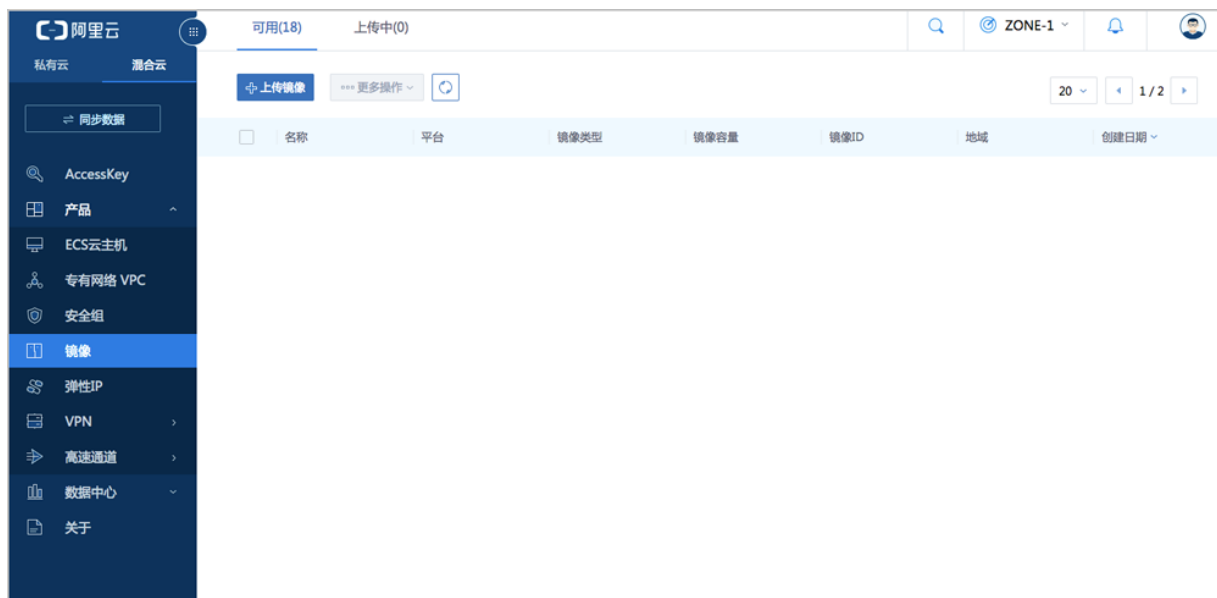 阿里云
可用(18) 上传中(0) ZONE-1
私有云 混合云
上传镜像 更多操作 20 1 / 2
同步数据
名称 平台 镜像类型 镜像容量 镜像ID 地域 创建日期
AccessKey
产品
ECS云主机
专有网络 VPC
安全组
镜像
弹性IP
VPN
高速通道
数据中心
关于